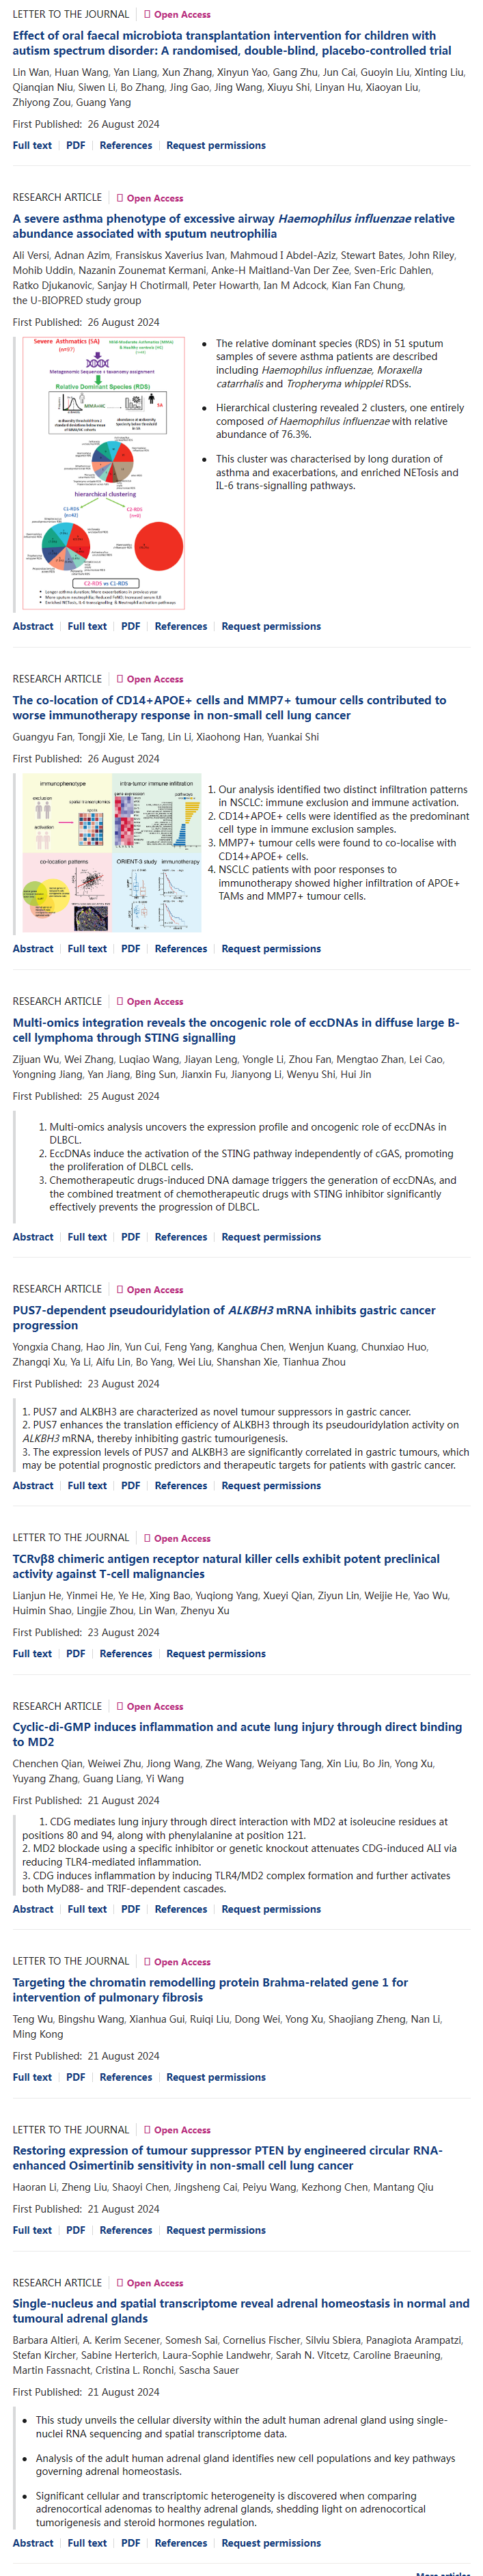 LETTER TO THE JOURNAL Open Access
Effect of oral faecal microbiota transplantation intervention for children with
autism spectrum disorder: A randomised, double-blind, placebo-controlled trial
Lin Wan, Huan Wang, Yan Liang, Xun Zhang, Xinyun Yao, Gang Zhu, Jun Cai, Guoyin Liu, Xinting Liu,
Qianqian Niu, Siwen Li, Bo Zhang, Jing Gao, Jing Wang, Xiuyu Shi, Linyan Hu, Xiaoyan Liu,
Zhiyong Zou, Guang Yang
First Published: 26 August 2024
Full text PDF References Request permissions
RESEARCH ARTICLE Open Access
A severe asthma phenotype of excessive airway Haemophilus influenzae relative
abundance associated with sputum neutrophilia
Ali Versi, Adnan Azim, Fransiskus Xaverius Ivan, Mahmoud I Abdel-Aziz, Stewart Bates, John Riley,
Mohib Uddin, Nazanin Zounemat Kermani, Anke-H Maitland-Van Der Zee, Sven-Eric Dahlen,
Ratko Djukanovic, Sanjay H Chotirmall, Peter Howarth, Ian M Adcock, Kian Fan Chung,
the U-BIOPRED study group
First Published: 26 August 2024
Severe Asthmatics (SA)
Metagenomic Sequence & taxonomy assignment
Relative Dominant Species (RDS)
MMA+HC
SA
hierarchical clustering
C1-RDS
C2-RDS
C2-RDS vs C1-RDS
• Longer asthma duration; More exacerbations in previous year
• Enriched NETosis, IL-6 transsignalling & Neutrophil activation pathways
• The relative dominant species (RDS) in 51 sputum
samples of severe asthma patients are described
including Haemophilus influenzae, Moraxella
catarrhalis and Tropheryma whipplei RDSs.
• Hierarchical clustering revealed 2 clusters, one entirely
composed of Haemophilus influenzae with relative
abundance of 76.3%.
• This cluster was characterised by long duration of
asthma and exacerbations, and enriched NETosis and
IL-6 trans-signalling pathways.
Abstract Full text PDF References Request permissions
RESEARCH ARTICLE Open Access
The co-location of CD14+APOE+ cells and MMP7+ tumour cells contributed to
worse immunotherapy response in non-small cell lung cancer
Guangyu Fan, Tongji Xie, Le Tang, Lin Li, Xiaohong Han, Yuankai Shi
First Published: 26 August 2024
immunophenotype
intra-tumor immune infiltration
exclusion
activation
co-location patterns
ORIENT-3 study immunotherapy
1. Our analysis identified two distinct infiltration patterns
in NSCLC: immune exclusion and immune activation.
2. CD14+APOE+ cells were identified as the predominant
cell type in immune exclusion samples.
3. MMP7+ tumour cells were found to co-localise with
CD14+APOE+ cells.
4. NSCLC patients with poor responses to
immunotherapy showed higher infiltration of APOE+
TAMs and MMP7+ tumour cells.
Abstract Full text PDF References Request permissions
RESEARCH ARTICLE Open Access
Multi-omics integration reveals the oncogenic role of eccDNAs in diffuse large B-
cell lymphoma through STING signalling
Zijuan Wu, Wei Zhang, Luqiao Wang, Jiayan Leng, Yongle Li, Zhou Fan, Mengtao Zhan, Lei Cao,
Yongning Jiang, Yan Jiang, Bing Sun, Jianxin Fu, Jianyong Li, Wenyu Shi, Hui Jin
First Published: 25 August 2024
1. Multi-omics analysis uncovers the expression profile and oncogenic role of eccDNAs in
DLBCL.
2. EccDNAs induce the activation of the STING pathway independently of cGAS, promoting
the proliferation of DLBCL cells.
3. Chemotherapeutic drugs-induced DNA damage triggers the generation of eccDNAs, and
the combined treatment of chemotherapeutic drugs with STING inhibitor significantly
effectively prevents the progression of DLBCL.
Abstract Full text PDF References Request permissions
RESEARCH ARTICLE Open Access
PUS7-dependent pseudouridylation of ALKBH3 mRNA inhibits gastric cancer
progression
Yongxia Chang, Hao Jin, Yun Cui, Feng Yang, Kanghua Chen, Wenjun Kuang, Chunxiao Huo,
Zhangqi Xu, Ya Li, Aifu Lin, Bo Yang, Wei Liu, Shanshan Xie, Tianhua Zhou
First Published: 23 August 2024
1. PUS7 and ALKBH3 are characterized as novel tumour suppressors in gastric cancer.
2. PUS7 enhances the translation efficiency of ALKBH3 through its pseudouridylation activity on
ALKBH3 mRNA, thereby inhibiting gastric tumourigenesis.
3. The expression levels of PUS7 and ALKBH3 are significantly correlated in gastric tumours, which
may be potential prognostic predictors and therapeutic targets for patients with gastric cancer.
Abstract Full text PDF References Request permissions
LETTER TO THE JOURNAL Open Access
TCRvβ8 chimeric antigen receptor natural killer cells exhibit potent preclinical
activity against T-cell malignancies
Lianjun He, Yinmei He, Ye He, Xing Bao, Yuqiong Yang, Xueyi Qian, Ziyun Lin, Weijie He, Yao Wu,
Huimin Shao, Lingjie Zhou, Lin Wan, Zhenyu Xu
First Published: 23 August 2024
Full text PDF References Request permissions
RESEARCH ARTICLE Open Access
Cyclic-di-GMP induces inflammation and acute lung injury through direct binding
to MD2
Chenchen Qian, Weiwei Zhu, Jiong Wang, Zhe Wang, Weiyang Tang, Xin Liu, Bo Jin, Yong Xu,
Yuyang Zhang, Guang Liang, Yi Wang
First Published: 21 August 2024
1. CDG mediates lung injury through direct interaction with MD2 at isoleucine residues at
positions 80 and 94, along with phenylalanine at position 121.
2. MD2 blockade using a specific inhibitor or genetic knockout attenuates CDG-induced ALI via
reducing TLR4-mediated inflammation.
3. CDG induces inflammation by inducing TLR4/MD2 complex formation and further activates
both MyD88- and TRIF-dependent cascades.
Abstract Full text PDF References Request permissions
LETTER TO THE JOURNAL Open Access
Targeting the chromatin remodelling protein Brahma-related gene 1 for
intervention of pulmonary fibrosis
Teng Wu, Bingshu Wang, Xianhua Gui, Ruiqi Liu, Dong Wei, Yong Xu, Shaojiang Zheng, Nan Li,
Ming Kong
First Published: 21 August 2024
Full text PDF References Request permissions
LETTER TO THE JOURNAL Open Access
Restoring expression of tumour suppressor PTEN by engineered circular RNA-
enhanced Osimertinib sensitivity in non-small cell lung cancer
Haoran Li, Zheng Liu, Shaoyi Chen, Jingsheng Cai, Peiyu Wang, Kezhong Chen, Mantang Qiu
First Published: 21 August 2024
Full text PDF References Request permissions
RESEARCH ARTICLE Open Access
Single-nucleus and spatial transcriptome reveal adrenal homeostasis in normal and
tumoural adrenal glands
Barbara Altieri, A. Kerim Secener, Somesh Sai, Cornelius Fischer, Silviu Sbiera, Panagiota Arampatzi,
Stefan Kircher, Sabine Herterich, Laura-Sophie Landwehr, Sarah N. Vitcetz, Caroline Braeuning,
Martin Fassnacht, Cristina L. Ronchi, Sascha Sauer
First Published: 21 August 2024
• This study unveils the cellular diversity within the adult human adrenal gland using single-
nuclei RNA sequencing and spatial transcriptome data.
• Analysis of the adult human adrenal gland identifies new cell populations and key pathways
governing adrenal homeostasis.
• Significant cellular and transcriptomic heterogeneity is discovered when comparing
adrenocortical adenomas to healthy adrenal glands, shedding light on adrenocortical
tumorigenesis and steroid hormones regulation.
Abstract Full text PDF References Request permissions